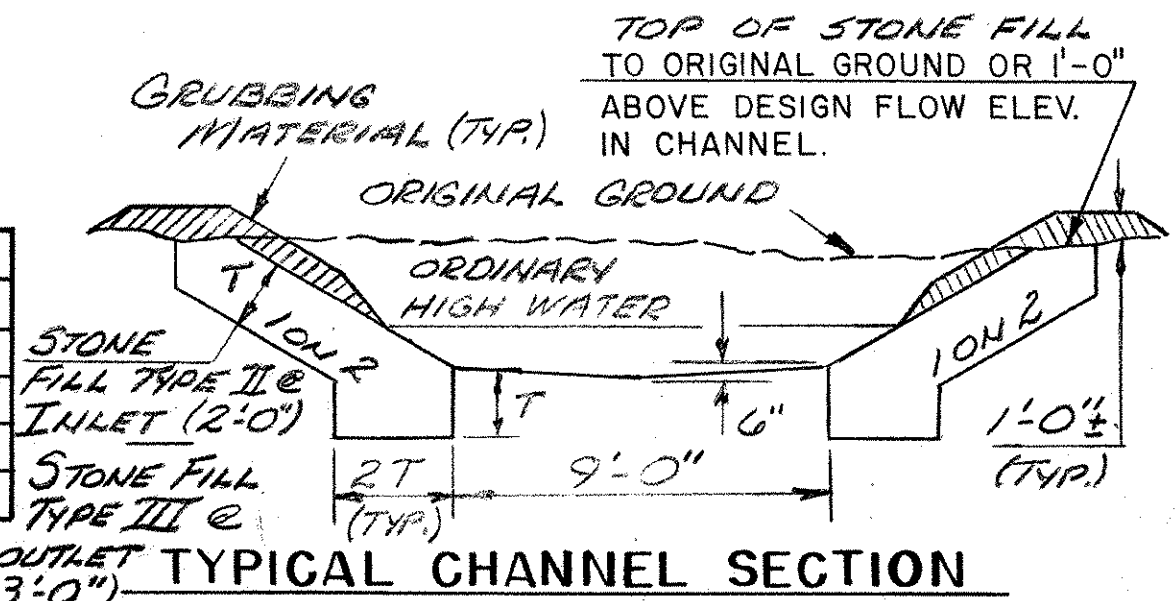 TOP OF STONE FILL
TO ORIGINAL GROUND OR 1'-0"
ABOVE DESIGN FLOW ELEV.
IN CHANNEL.
GRUBBING
MATERIAL (TYP.)
ORIGINAL GROUND
ORDINARY
HIGH WATER
T
1 ON 2
1 ON 2
STONE
FILL TYPE II @
INLET (2'-0")
T
6"
1'-0"±
(TYP.)
2T
(TYP.)
9'-0"
STONE FILL
TYPE III @
OUTLET
3'-0")
TYPICAL CHANNEL SECTION